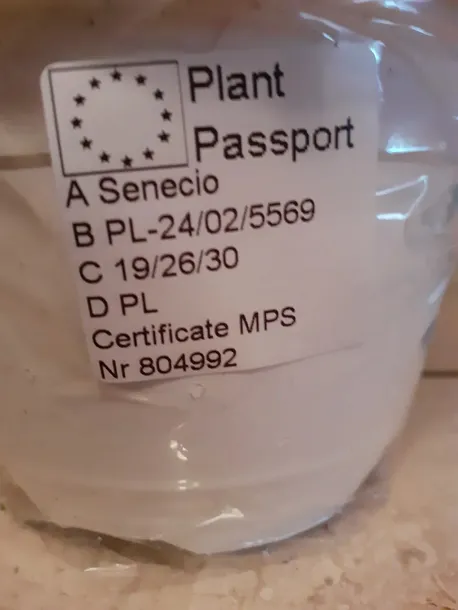 Plant
Passport
A Senecio
B PL-24/02/5569
C 19/26/30
D PL
Certificate MPS
Nr 804992